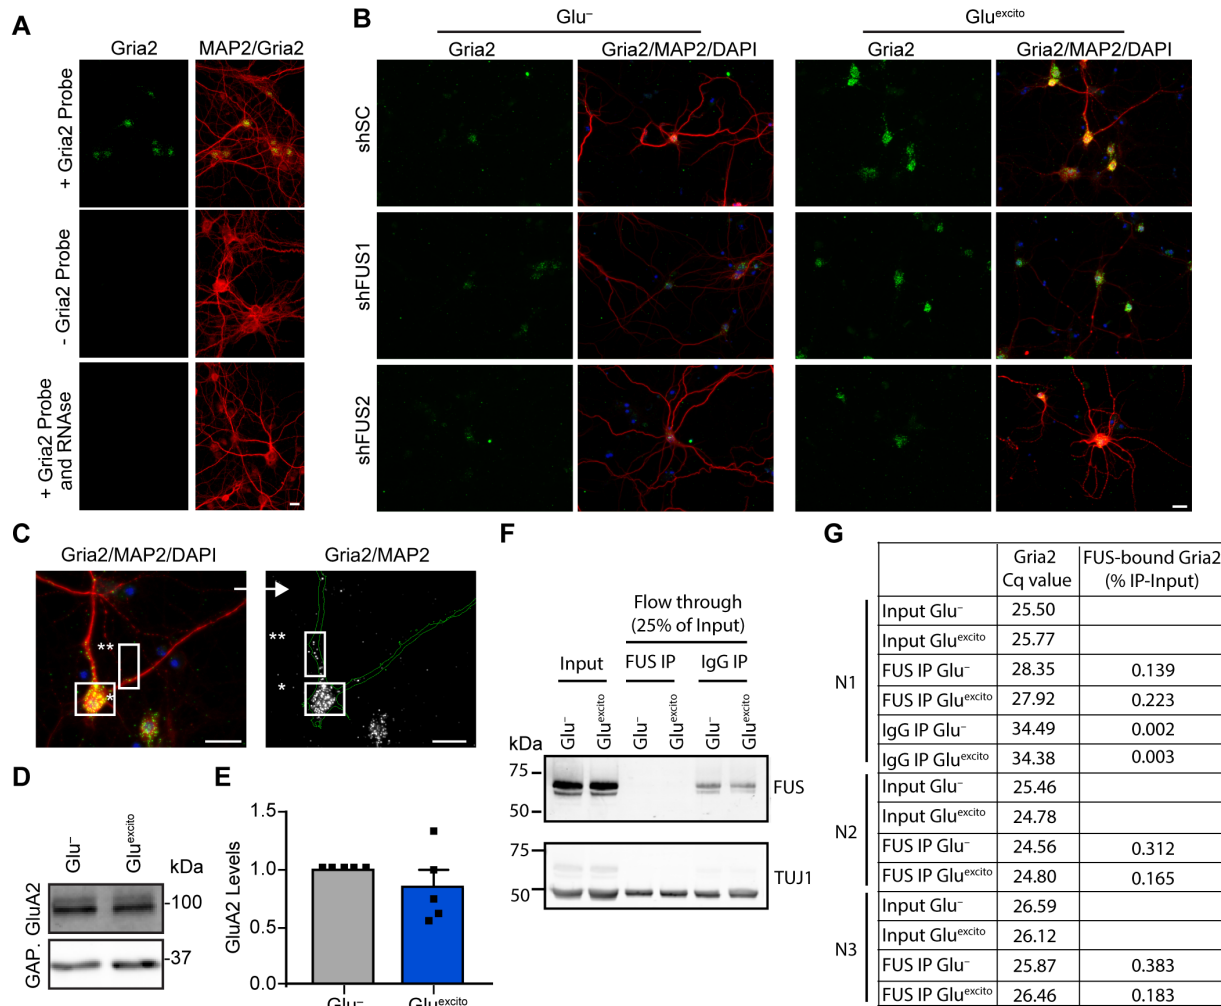 A
Gria2 MAP2/Gria2
+ Gria2 Probe
- Gria2 Probe
+ Gria2 Probe
and RNAse
B
Glu⁻ Gluᵉˣᶜⁱᵗᵒ
Gria2 Gria2/MAP2/DAPI Gria2 Gria2/MAP2/DAPI
shSC
shFUS1
shFUS2
C
Gria2/MAP2/DAPI Gria2/MAP2
** **
* *
D
Glu⁻ Gluᵉˣᶜⁱᵗᵒ kDa
GluA2 -100
GAP. -37
E
GluA2 Levels
1.5
1.0
0.5
0.0
Glu⁻ Gluᵉˣᶜⁱᵗᵒ
F
Flow through
(25% of Input)
Input FUS IP IgG IP
Glu⁻ Gluᵉˣᶜⁱᵗᵒ Glu⁻ Gluᵉˣᶜⁱᵗᵒ Glu⁻ Gluᵉˣᶜⁱᵗᵒ
kDa
75
FUS
50
75
TUJ1
50
G
Gria2 FUS-bound Gria2
Cq value (% IP-Input)
N1
Input Glu⁻ 25.50
Input Gluᵉˣᶜⁱᵗᵒ 25.77
FUS IP Glu⁻ 28.35 0.139
FUS IP Gluᵉˣᶜⁱᵗᵒ 27.92 0.223
IgG IP Glu⁻ 34.49 0.002
IgG IP Gluᵉˣᶜⁱᵗᵒ 34.38 0.003
N2
Input Glu⁻ 25.46
Input Gluᵉˣᶜⁱᵗᵒ 24.78
FUS IP Glu⁻ 24.56 0.312
FUS IP Gluᵉˣᶜⁱᵗᵒ 24.80 0.165
N3
Input Glu⁻ 26.59
Input Gluᵉˣᶜⁱᵗᵒ 26.12
FUS IP Glu⁻ 25.87 0.383
FUS IP Gluᵉˣᶜⁱᵗᵒ 26.46 0.183